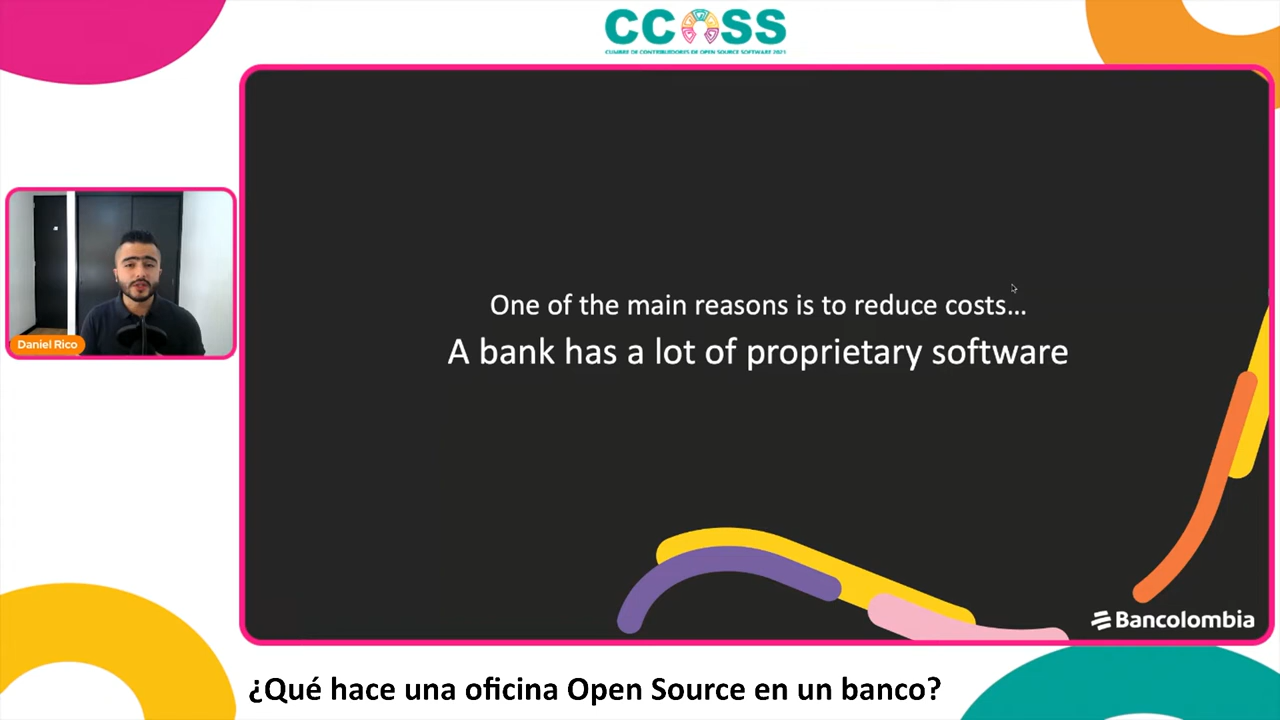 CCOSS
CUMBRE DE CONTRIBUIDORES DE OPEN SOURCE SOFTWARE 2021
One of the main reasons is to reduce costs...
A bank has a lot of proprietary software
Daniel Rico
Bancolombia
¿Qué hace una oficina Open Source en un banco?